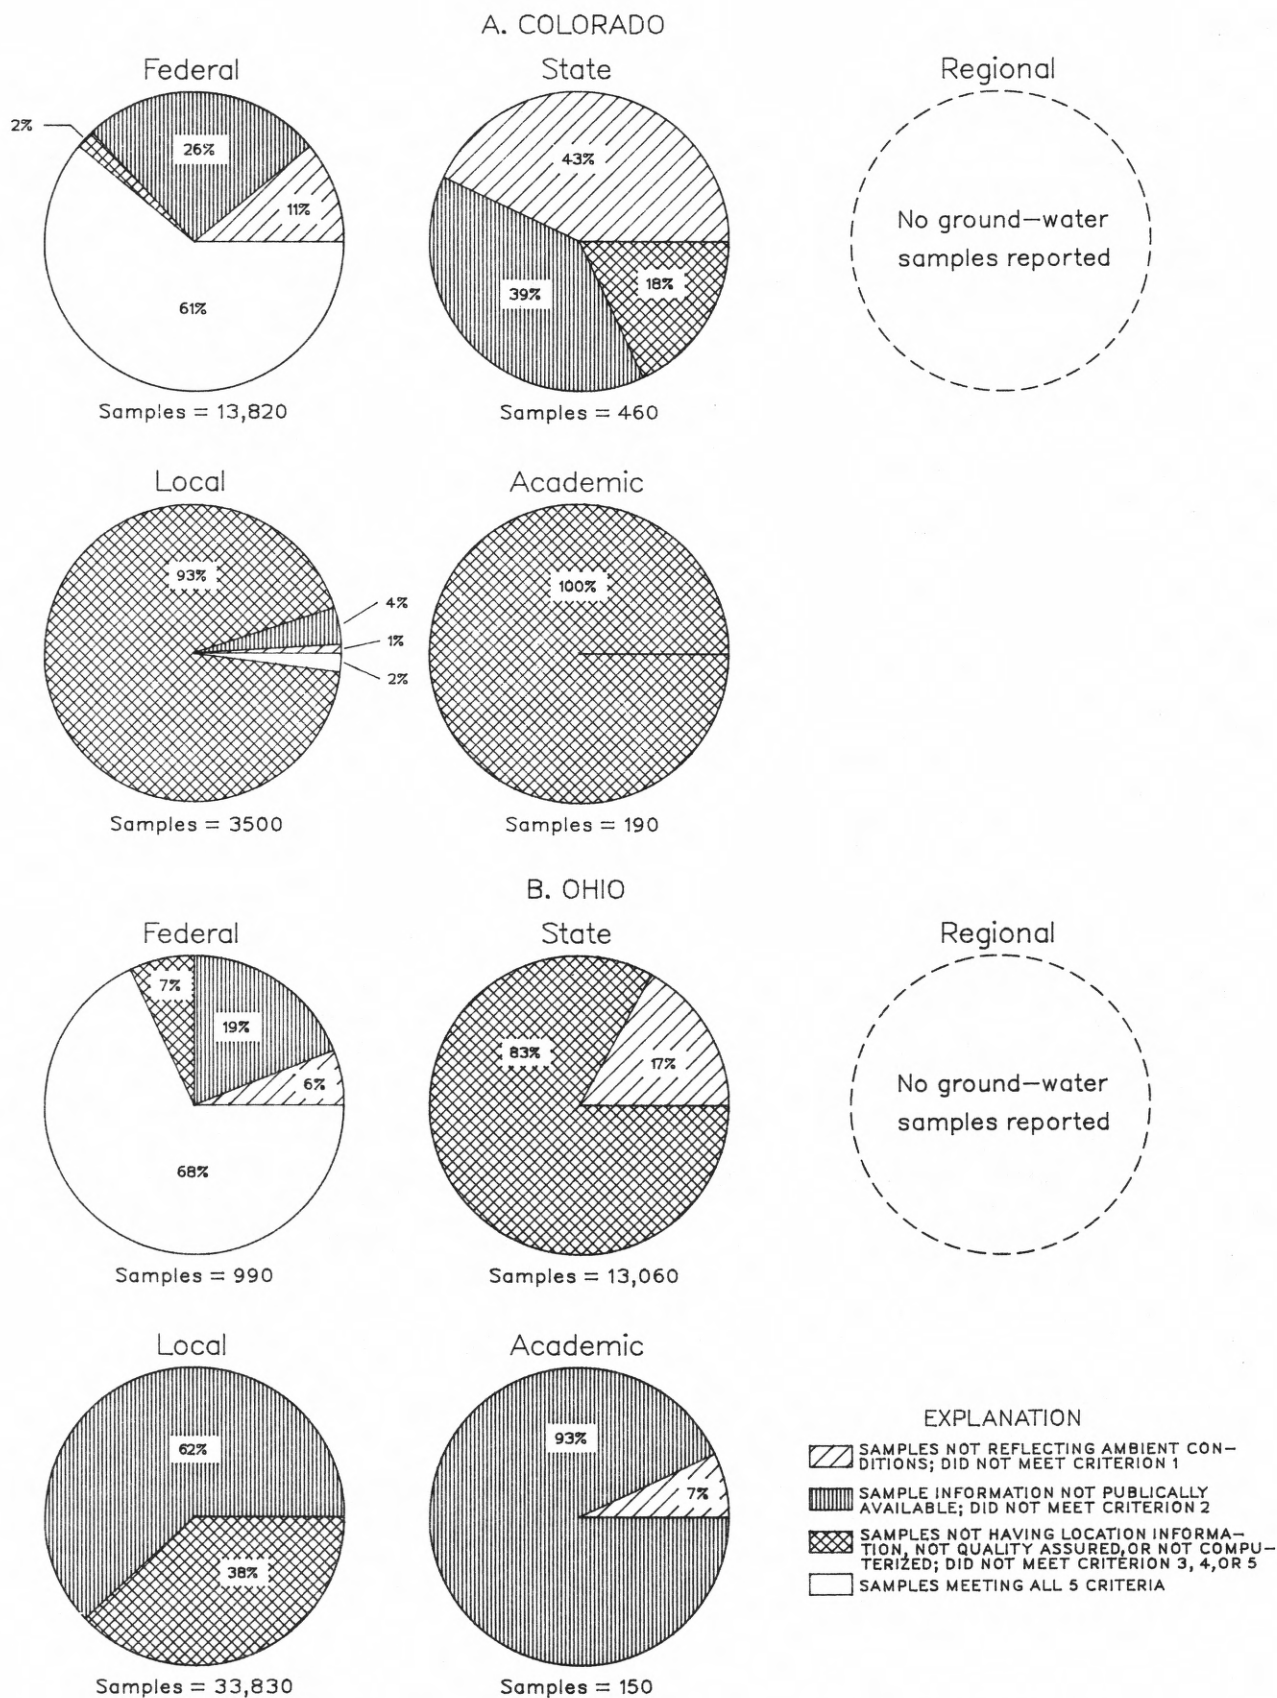 A. COLORADO
Federal
State
Regional
2%
26%
11%
61%
43%
39%
18%
No ground-water
samples reported
Samples = 13,820
Samples = 460
Local
Academic
93%
4%
1%
2%
100%
Samples = 3500
Samples = 190
B. OHIO
Federal
State
Regional
7%
19%
6%
68%
83%
17%
No ground-water
samples reported
Samples = 990
Samples = 13,060
Local
Academic
62%
38%
93%
7%
Samples = 33,830
Samples = 150
EXPLANATION
SAMPLES NOT REFLECTING AMBIENT CON-
DITIONS; DID NOT MEET CRITERION 1
SAMPLE INFORMATION NOT PUBLICALLY
AVAILABLE; DID NOT MEET CRITERION 2
SAMPLES NOT HAVING LOCATION INFORMA-
TION, NOT QUALITY ASSURED, OR NOT COMPU-
TERIZED; DID NOT MEET CRITERION 3, 4, OR 5
SAMPLES MEETING ALL 5 CRITERIA